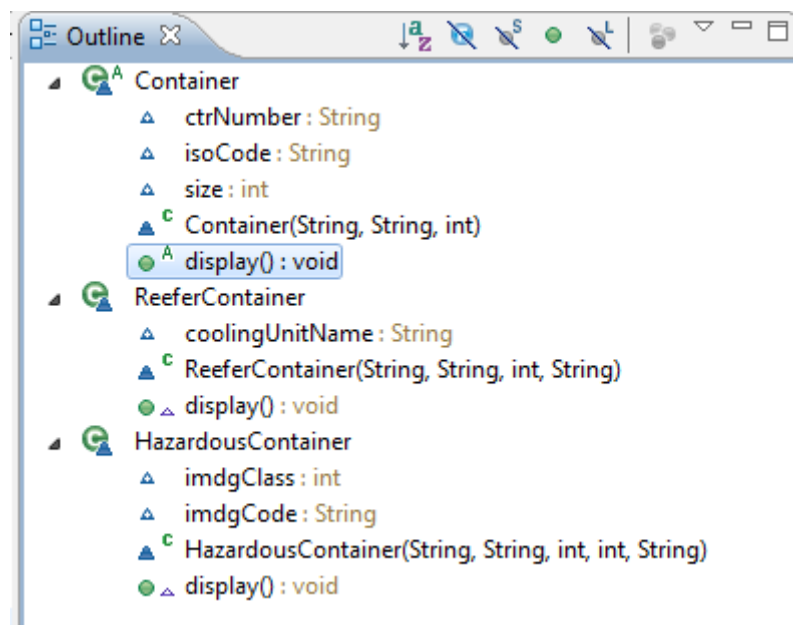 Outline
Container
ctrNumber : String
isoCode : String
size : int
Container(String, String, int)
display() : void
ReeferContainer
coolingUnitName : String
ReeferContainer(String, String, int, String)
display() : void
HazardousContainer
imdgClass : int
imdgCode : String
HazardousContainer(String, String, int, int, String)
display() : void